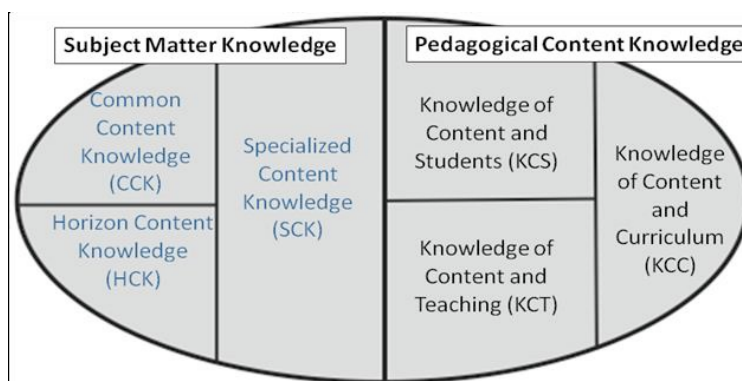 Subject Matter Knowledge
Pedagogical Content Knowledge
Common
Content
Knowledge
(CCK)
Horizon Content
Knowledge
(HCK)
Specialized
Content
Knowledge
(SCK)
Knowledge of
Content and
Students (KCS)
Knowledge of
Content and
Teaching (KCT)
Knowledge
of Content
and
Curriculum
(KCC)